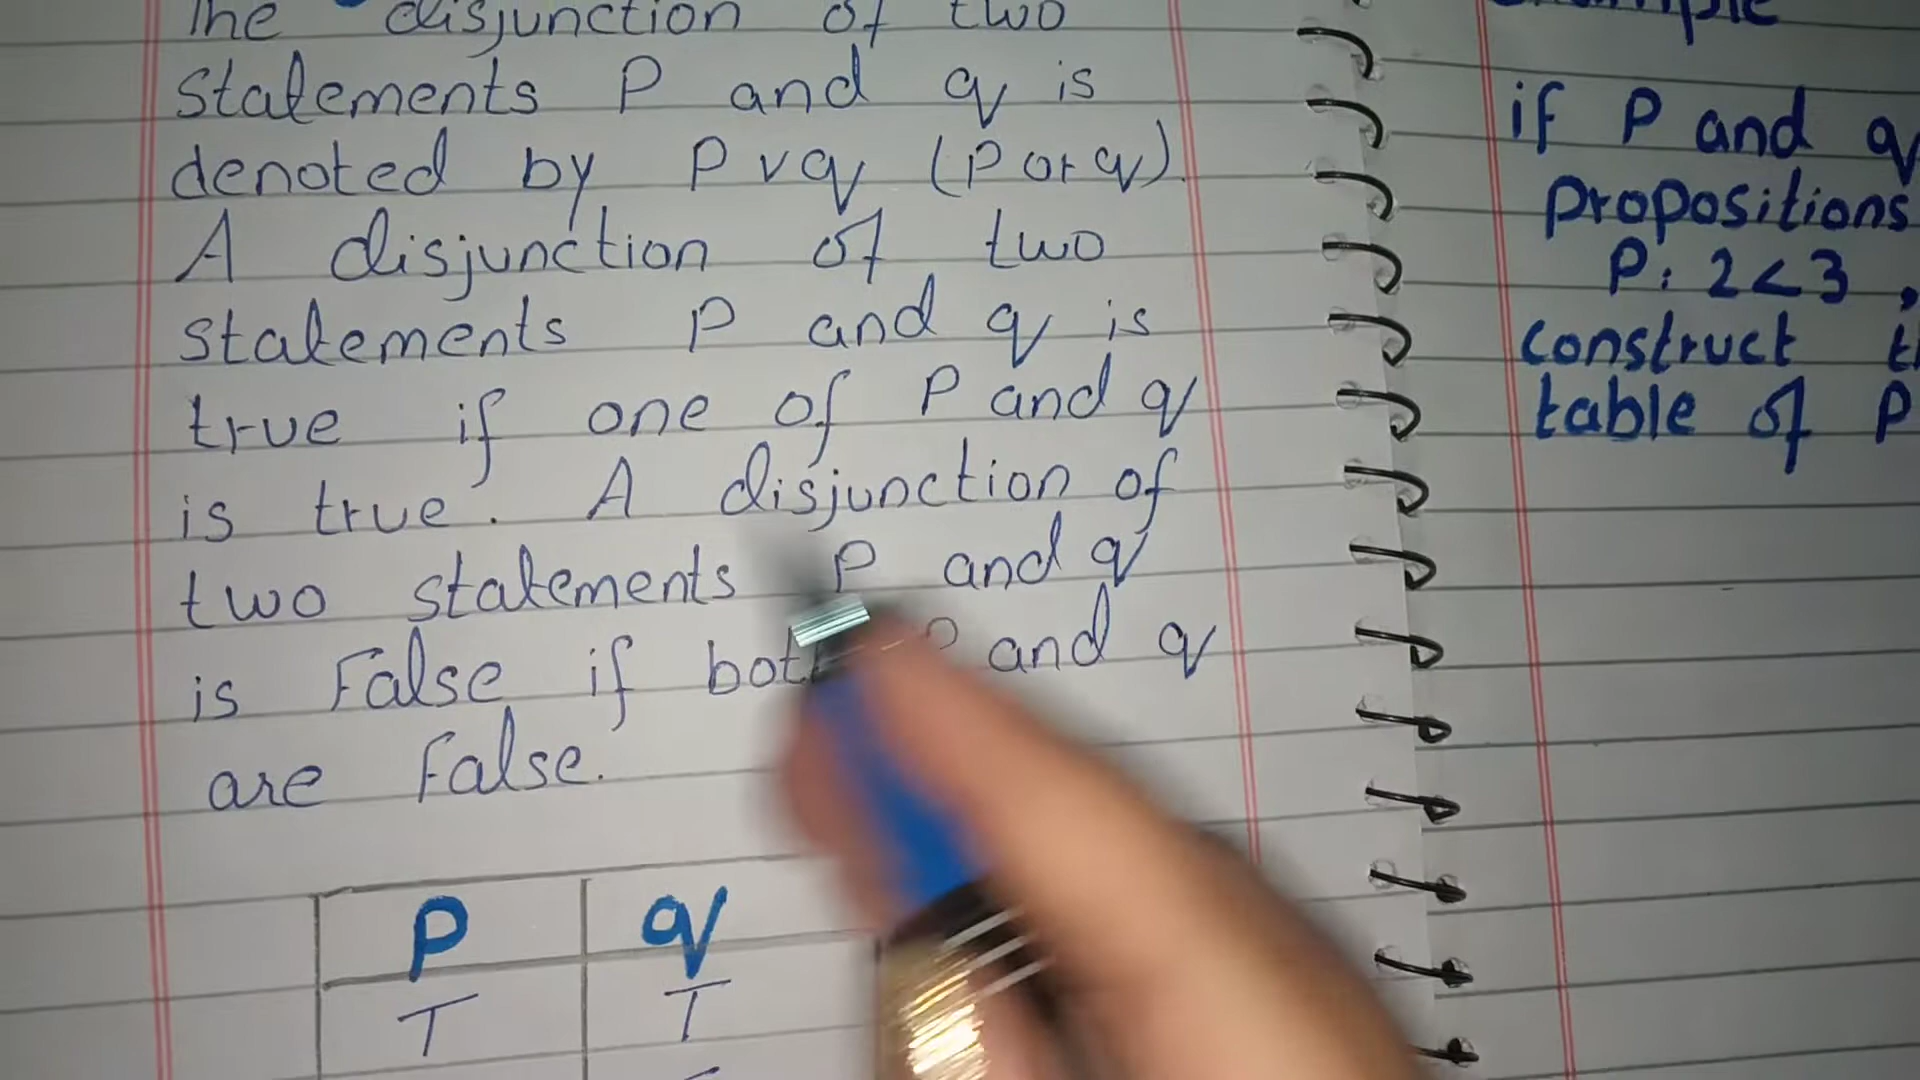 The disjunction of two
statements P and q is
denoted by P v q (P or q).
A disjunction of two
statements P and q is
true if one of P and q
is true. A disjunction of
two statements P and q
is False if both P and q
are False.
P q
T T
Example
if P and q
Propositions
P: 2<3 ,
construct
table of P